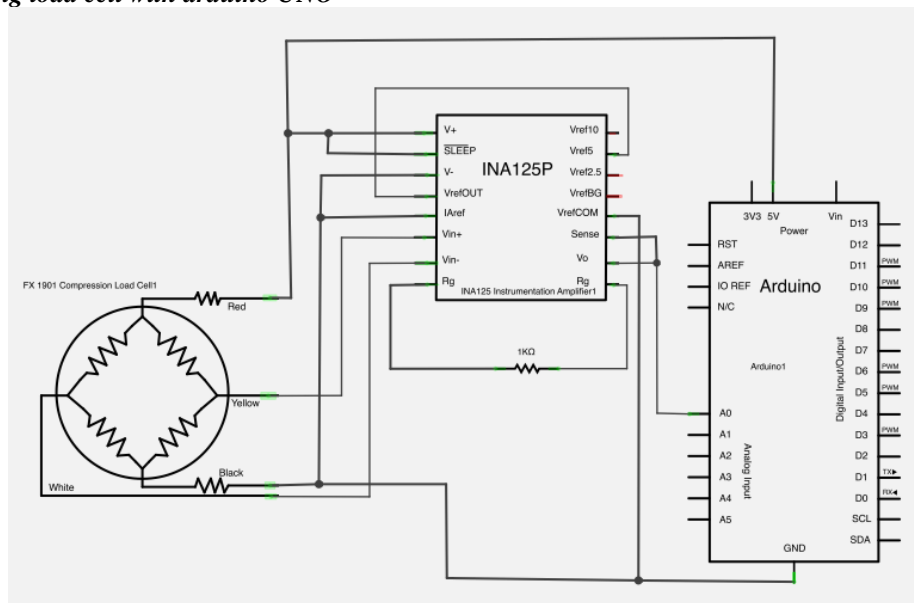 load cell with arduino UNO
V+
SLEEP
V-
VrefOUT
IAref
Vin+
Vin-
Rg
INA125P
INA125 Instrumentation Amplifier1
Vref10
Vref5
Vref2.5
VrefBG
VrefCOM
Sense
Vo
Rg
1KΩ
FX 1901 Compression Load Cell1
Red
Yellow
Black
White
3V3 5V Vin
Power
RST
AREF
IO REF
N/C
Arduino
Arduino1
A0
A1
A2
A3
A4
A5
Analog Input
Digital Input/Output
D13
D12
D11 PWM
D10 PWM
D9 PWM
D8
D7
D6 PWM
D5 PWM
D4
D3 PWM
D2
D1 TX▶
D0 RX◀
SCL
SDA
GND